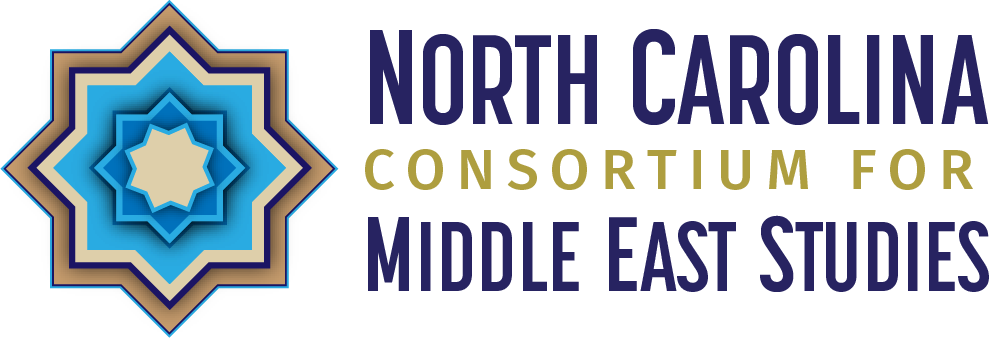 NORTH CAROLINA
CONSORTIUM FOR
MIDDLE EAST STUDIES